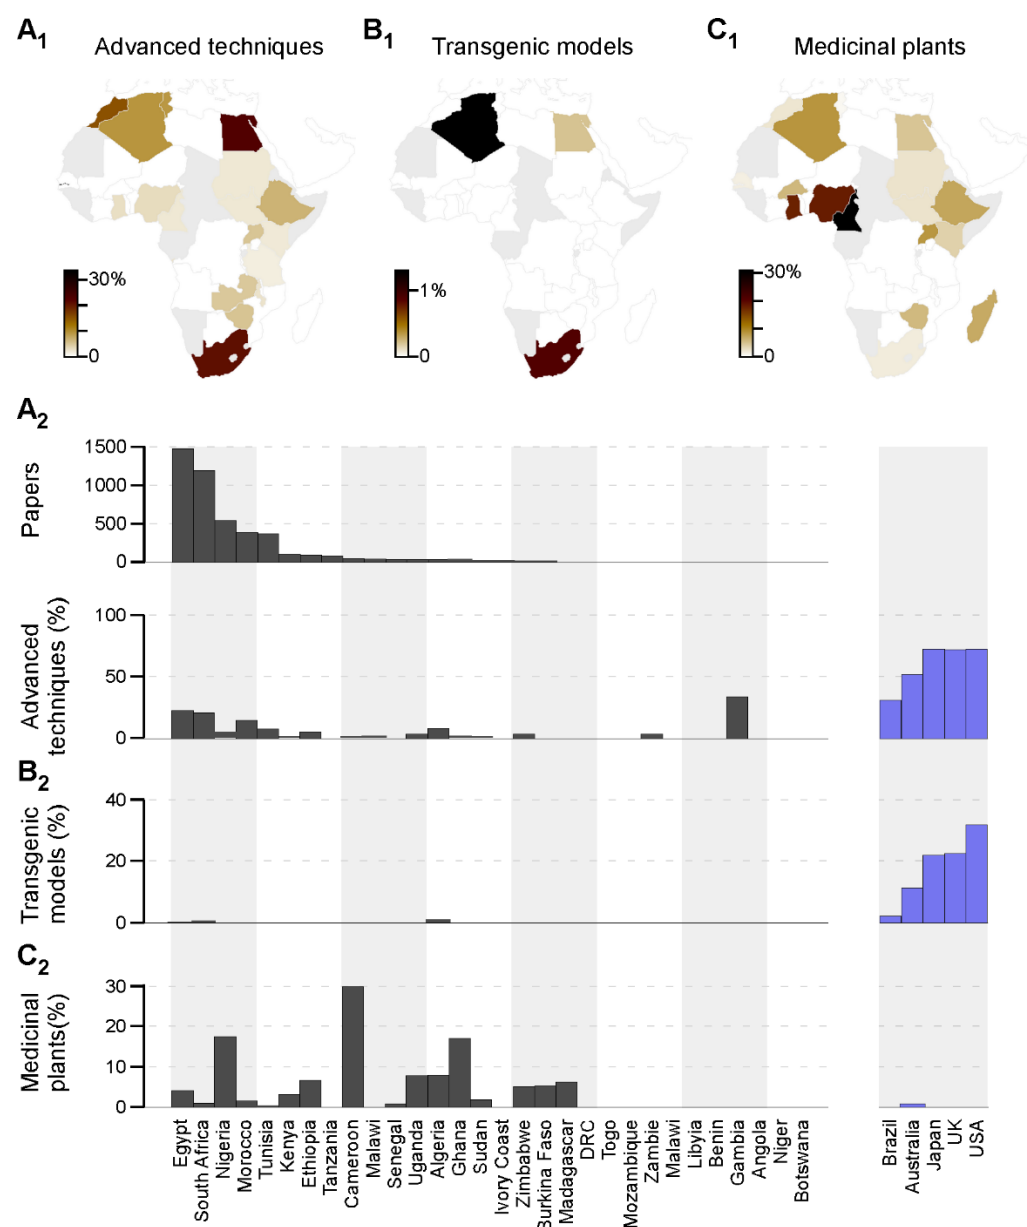 A1 Advanced techniques
B1 Transgenic models
C1 Medicinal plants
30%
0
1%
0
30%
0
A2
Papers
1500
1000
500
0
Advanced
techniques (%)
100
50
0
B2
Transgenic
models (%)
40
20
0
C2
Medicinal
plants(%)
30
20
10
0
Egypt
South Africa
Nigeria
Morocco
Tunisia
Kenya
Ethiopia
Tanzania
Cameroon
Malawi
Senegal
Uganda
Algeria
Ghana
Sudan
Ivory Coast
Zimbabwe
Burkina Faso
Madagascar
DRC
Togo
Mozambique
Zambie
Malawi
Libyia
Benin
Gambia
Angola
Niger
Botswana
Brazil
Australia
Japan
UK
USA